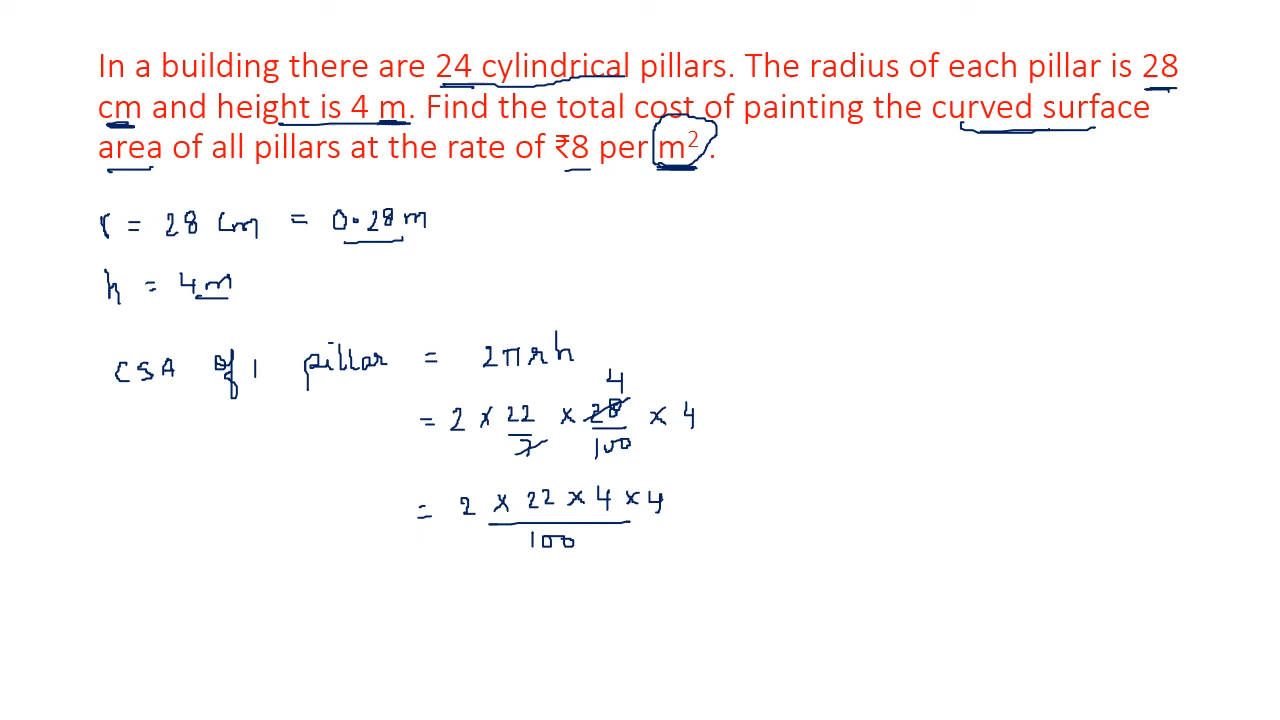 In a building there are 24 cylindrical pillars. The radius of each pillar is 28
cm and height is 4 m. Find the total cost of painting the curved surface
area of all pillars at the rate of ₹8 per m² .
r = 28 cm = 0.28 m
h = 4 m
CSA of 1 pillar = 2πrh
4
= 2 × 22/7 × 28/100 × 4
= 2 × 22 × 4 × 4
100